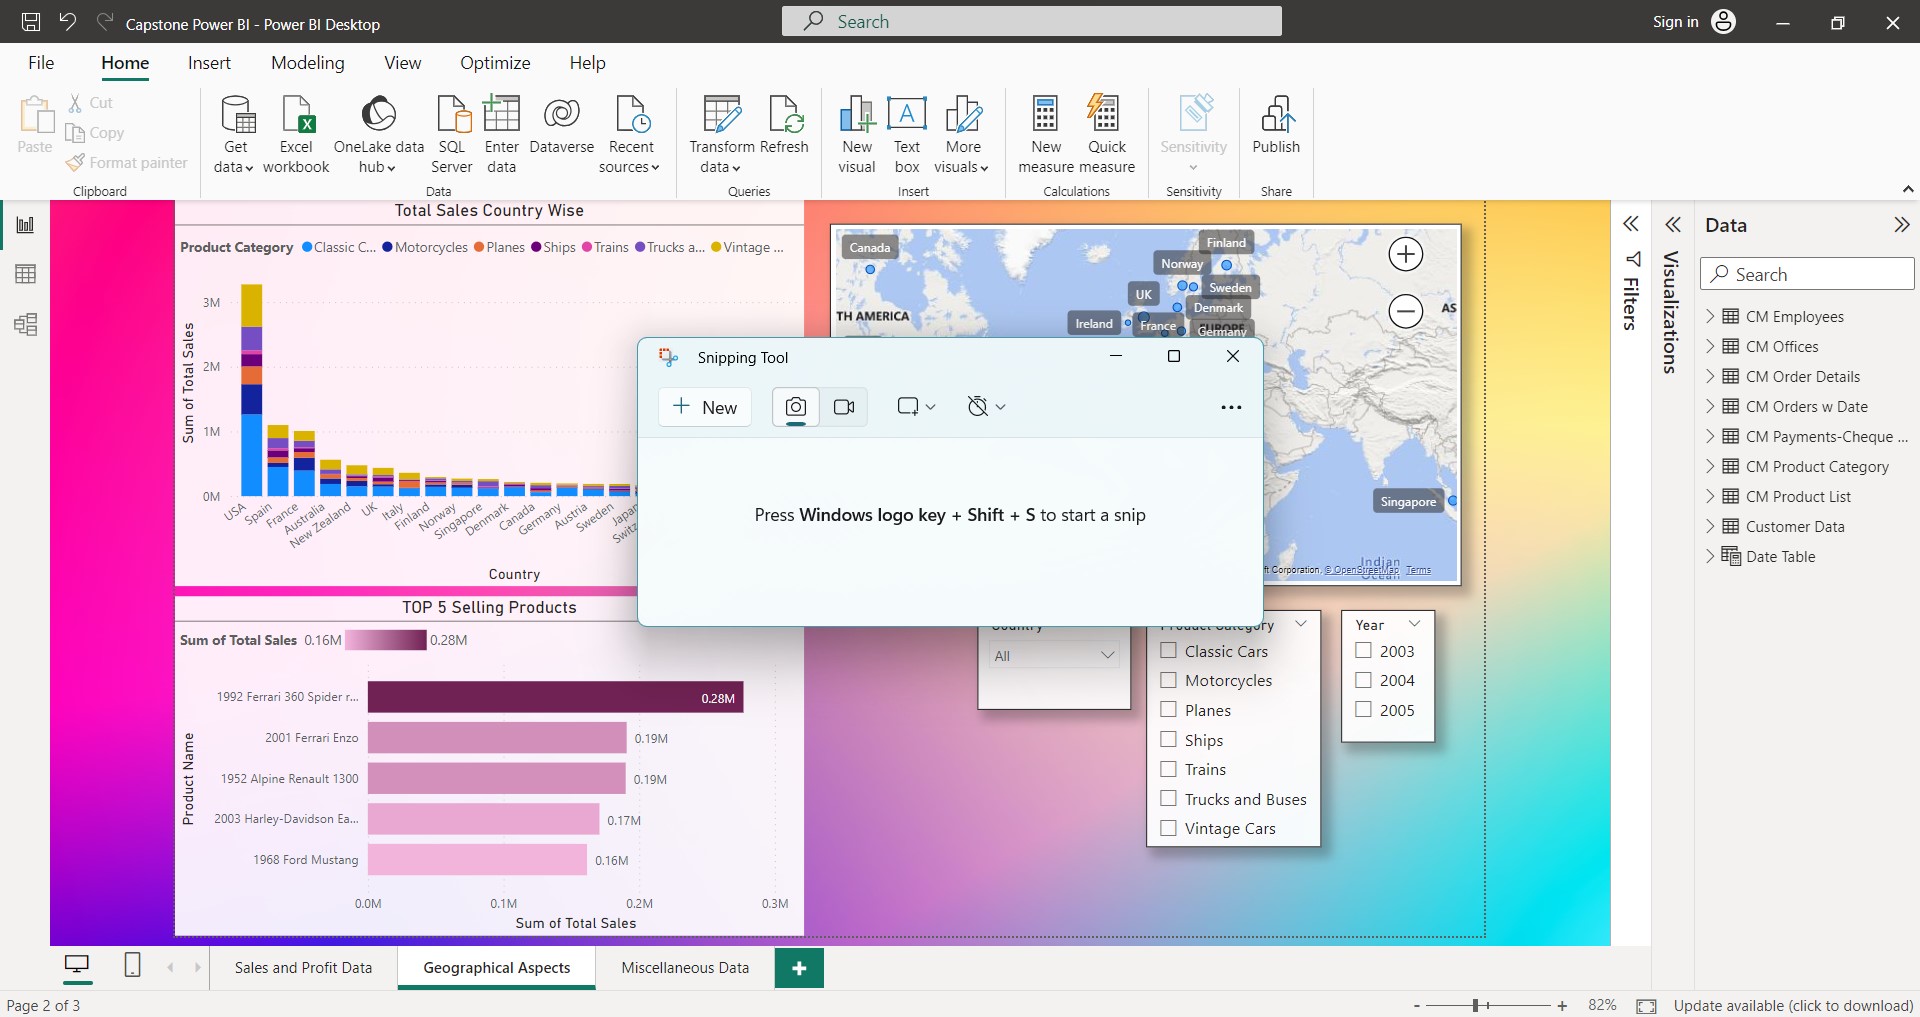 Capstone Power BI - Power BI Desktop
Search
Sign in
File Home Insert Modeling View Optimize Help
Paste
Cut
Copy
Format painter
Clipboard
Get data
Excel workbook
OneLake data hub
SQL Server
Enter data
Dataverse
Recent sources
Data
Transform data
Refresh
Queries
New visual
Text box
More visuals
Insert
New measure
Quick measure
Calculations
Sensitivity
Sensitivity
Publish
Share
Total Sales Country Wise
Product Category Classic C... Motorcycles Planes Ships Trains Trucks a... Vintage ...
Sum of Total Sales
3M
2M
1M
0M
USA
Spain
France
Australia
New Zealand
UK
Italy
Finland
Norway
Singapore
Denmark
Canada
Germany
Austria
Sweden
Country
TOP 5 Selling Products
Sum of Total Sales 0.16M 0.28M
Product Name
1992 Ferrari 360 Spider r... 0.28M
2001 Ferrari Enzo 0.19M
1952 Alpine Renault 1300 0.19M
2003 Harley-Davidson Ea... 0.17M
1968 Ford Mustang 0.16M
0.0M 0.1M 0.2M 0.3M
Sum of Total Sales
Canada
Finland
Norway
Sweden
UK
Denmark
Ireland
France
Germany
EUROPE
TH AMERICA
AS
Singapore
Indian
Ocean
ft Corporation, © OpenStreetMap Terms
Snipping Tool
New
Press Windows logo key + Shift + S to start a snip
Country
All
Product Category
Classic Cars
Motorcycles
Planes
Ships
Trains
Trucks and Buses
Vintage Cars
Year
2003
2004
2005
Filters
Visualizations
Data
Search
CM Employees
CM Offices
CM Order Details
CM Orders w Date
CM Payments-Cheque ...
CM Product Category
CM Product List
Customer Data
Date Table
Sales and Profit Data
Geographical Aspects
Miscellaneous Data
Page 2 of 3
82%
Update available (click to download)